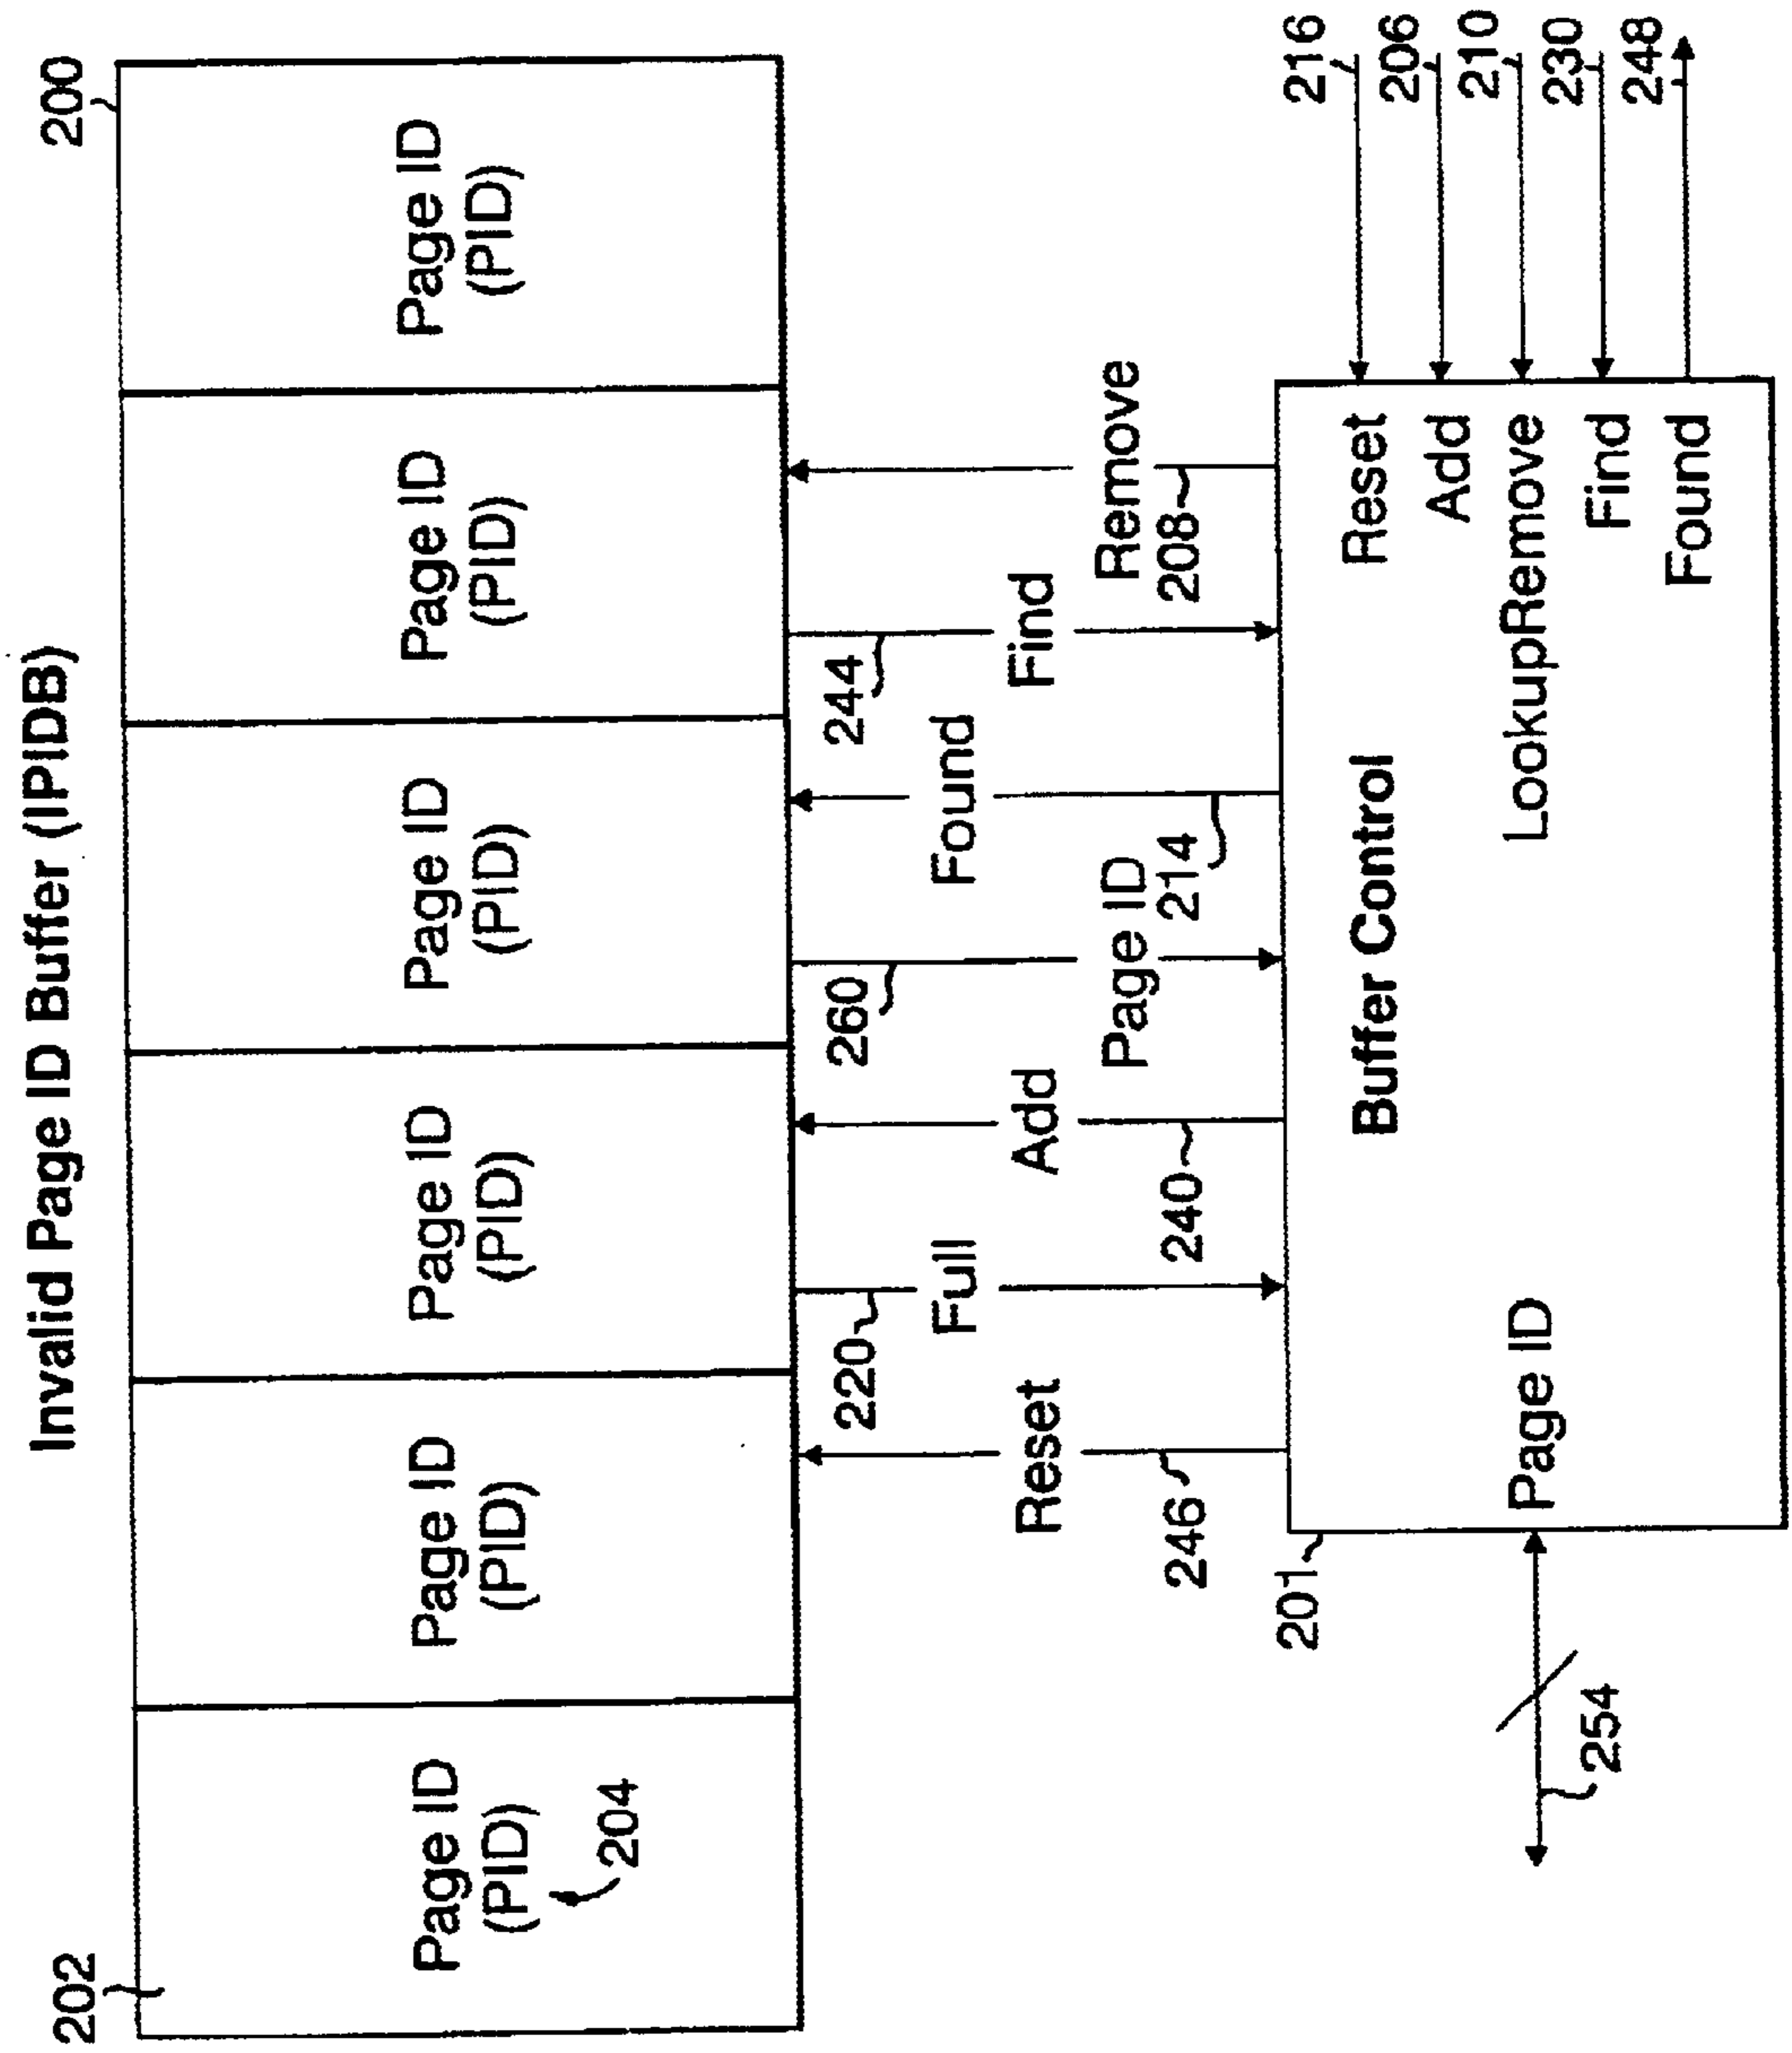 Invalid Page ID Buffer (IPIDB)
202
200
Page ID
(PID)
204
Page ID
(PID)
Page ID
(PID)
Page ID
(PID)
Page ID
(PID)
Page ID
(PID)
246
Reset
220
Full
240
Add
260
Page ID
214
Found
244
Find
208
Remove
201
254
Page ID
Buffer Control
Reset
Add
LookupRemove
Find
Found
216
206
210
230
248